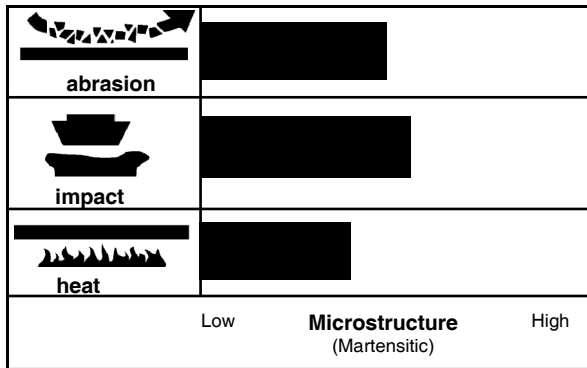 abrasion
impact
heat
Low Microstructure High
(Martensitic)